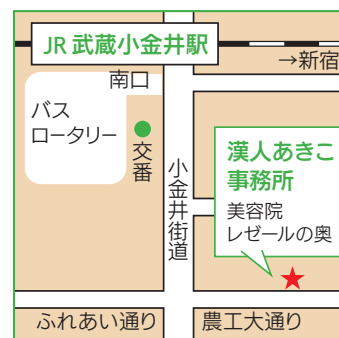 JR 武蔵小金井駅
→新宿
南口
バス
ロータリー
交番
小金井街道
漢人あきこ
事務所
美容院
レゼールの奥
ふれあい通り
農工大通り